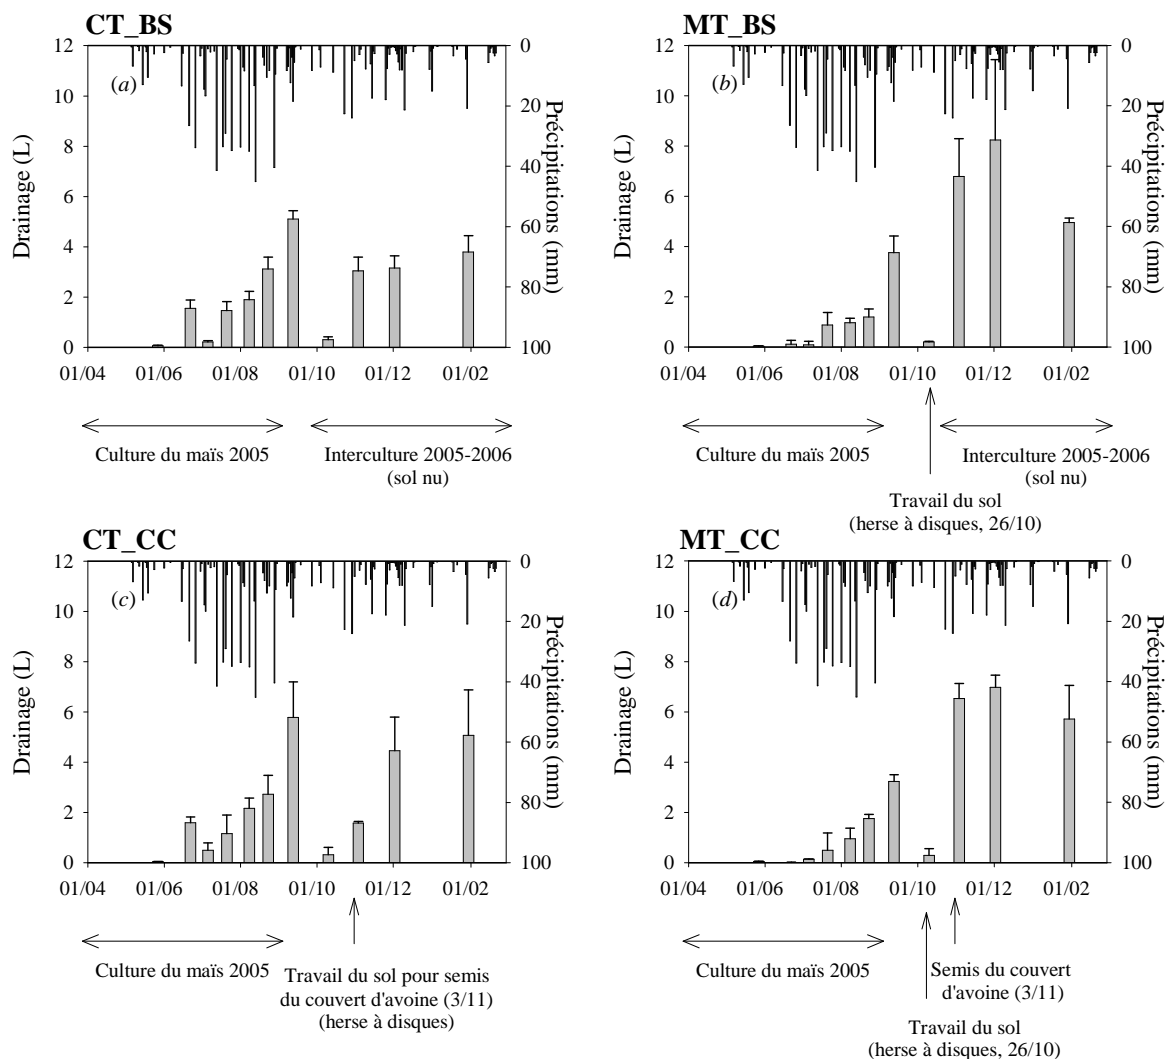 CT_BS
12
10
8
6
4
2
0
Drainage (L)
(a)
0
20
40
60
80
100
Précipitations (mm)
01/04 01/06 01/08 01/10 01/12 01/02
Culture du maïs 2005
Interculture 2005-2006
(sol nu)
MT_BS
12
10
8
6
4
2
0
Drainage (L)
(b)
0
20
40
60
80
100
Précipitations (mm)
01/04 01/06 01/08 01/10 01/12 01/02
Culture du maïs 2005
Interculture 2005-2006
(sol nu)
Travail du sol
(herse à disques, 26/10)
CT_CC
12
10
8
6
4
2
0
Drainage (L)
(c)
0
20
40
60
80
100
Précipitations (mm)
01/04 01/06 01/08 01/10 01/12 01/02
Culture du maïs 2005
Travail du sol pour semis
du couvert d'avoine (3/11)
(herse à disques)
MT_CC
12
10
8
6
4
2
0
Drainage (L)
(d)
0
20
40
60
80
100
Précipitations (mm)
01/04 01/06 01/08 01/10 01/12 01/02
Culture du maïs 2005
Semis du couvert
d'avoine (3/11)
Travail du sol
(herse à disques, 26/10)